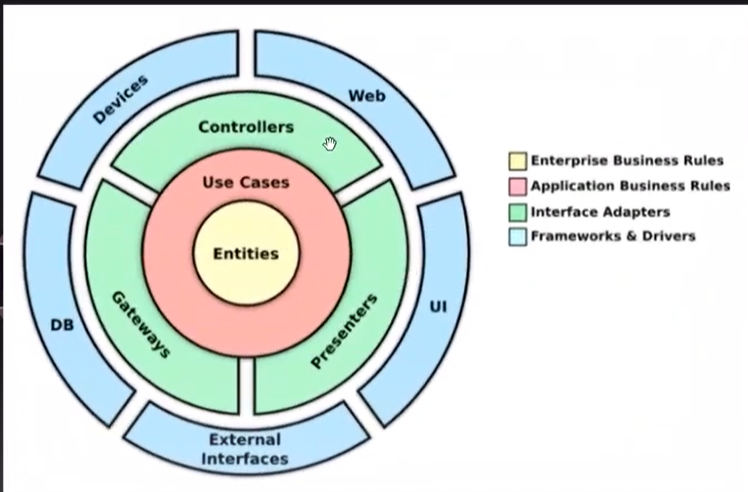 Devices
Web
Controllers
Use Cases
Entities
Gateways
Presenters
DB
UI
External
Interfaces
Enterprise Business Rules
Application Business Rules
Interface Adapters
Frameworks & Drivers